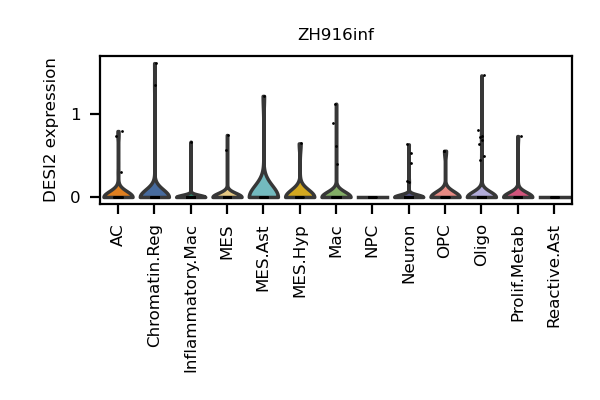 ZH916inf
DESI2 expression
1
0
AC
Chromatin.Reg
Inflammatory.Mac
MES
MES.Ast
MES.Hyp
Mac
NPC
Neuron
OPC
Oligo
Prolif.Metab
Reactive.Ast